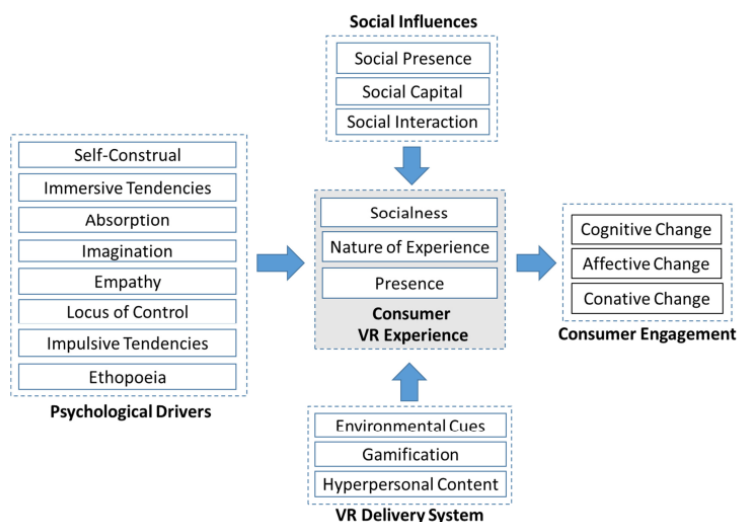 Social Influences
Social Presence
Social Capital
Social Interaction
Self-Construal
Immersive Tendencies
Absorption
Imagination
Empathy
Locus of Control
Impulsive Tendencies
Ethopoeia
Psychological Drivers
Socialness
Nature of Experience
Presence
Consumer
VR Experience
Cognitive Change
Affective Change
Conative Change
Consumer Engagement
Environmental Cues
Gamification
Hyperpersonal Content
VR Delivery System